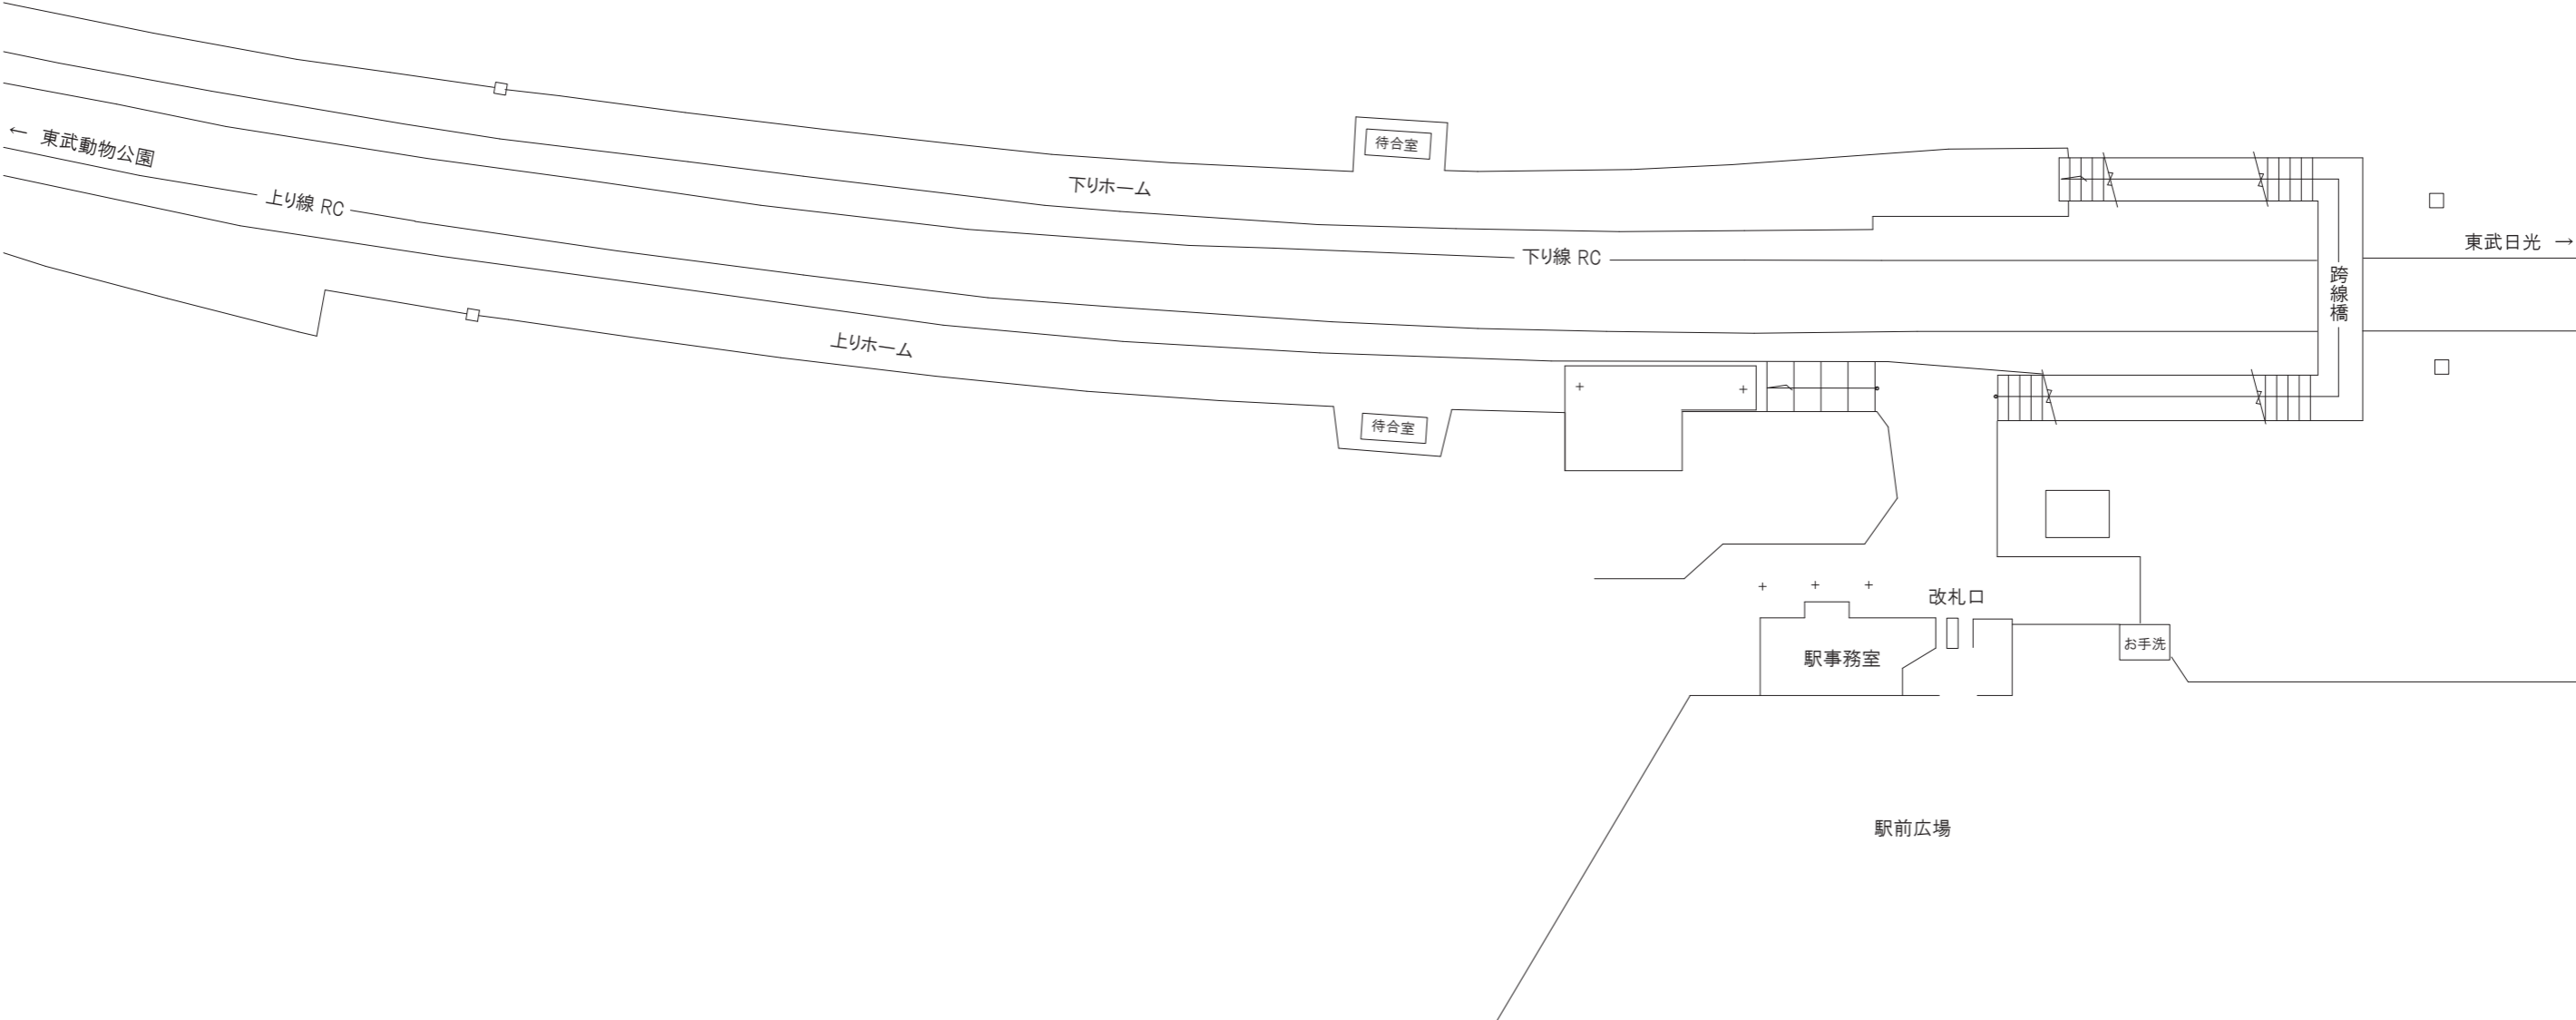 ← 東武動物公園
上り線 RC
下りホーム
待合室
下り線 RC
東武日光 →
跨線橋
上りホーム
待合室
改札口
駅事務室
お手洗
駅前広場